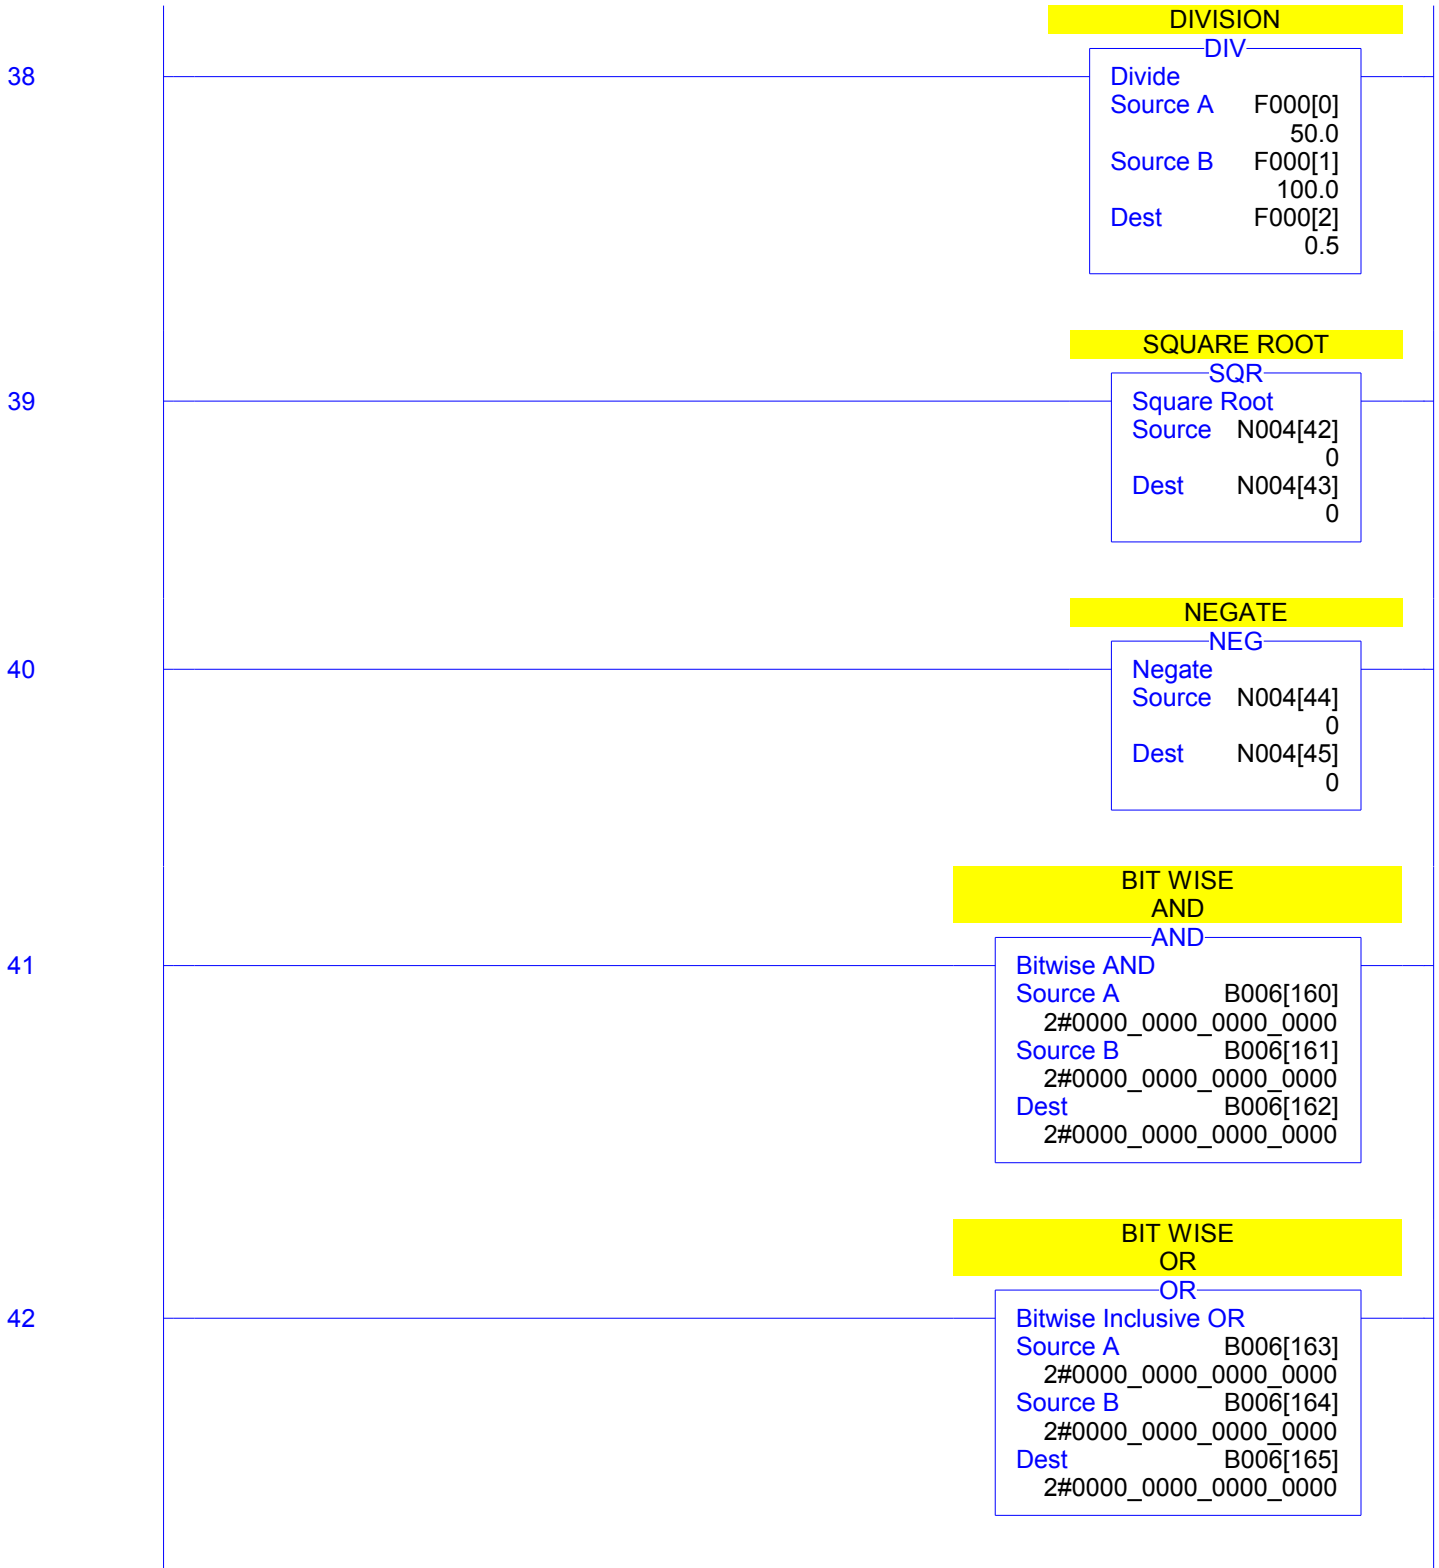 DIVISION
DIV
38
Divide
Source A F000[0]
50.0
Source B F000[1]
100.0
Dest F000[2]
0.5
SQUARE ROOT
SQR
39
Square Root
Source N004[42]
0
Dest N004[43]
0
NEGATE
NEG
40
Negate
Source N004[44]
0
Dest N004[45]
0
BIT WISE
AND
AND
41
Bitwise AND
Source A B006[160]
2#0000_0000_0000_0000
Source B B006[161]
2#0000_0000_0000_0000
Dest B006[162]
2#0000_0000_0000_0000
BIT WISE
OR
OR
42
Bitwise Inclusive OR
Source A B006[163]
2#0000_0000_0000_0000
Source B B006[164]
2#0000_0000_0000_0000
Dest B006[165]
2#0000_0000_0000_0000